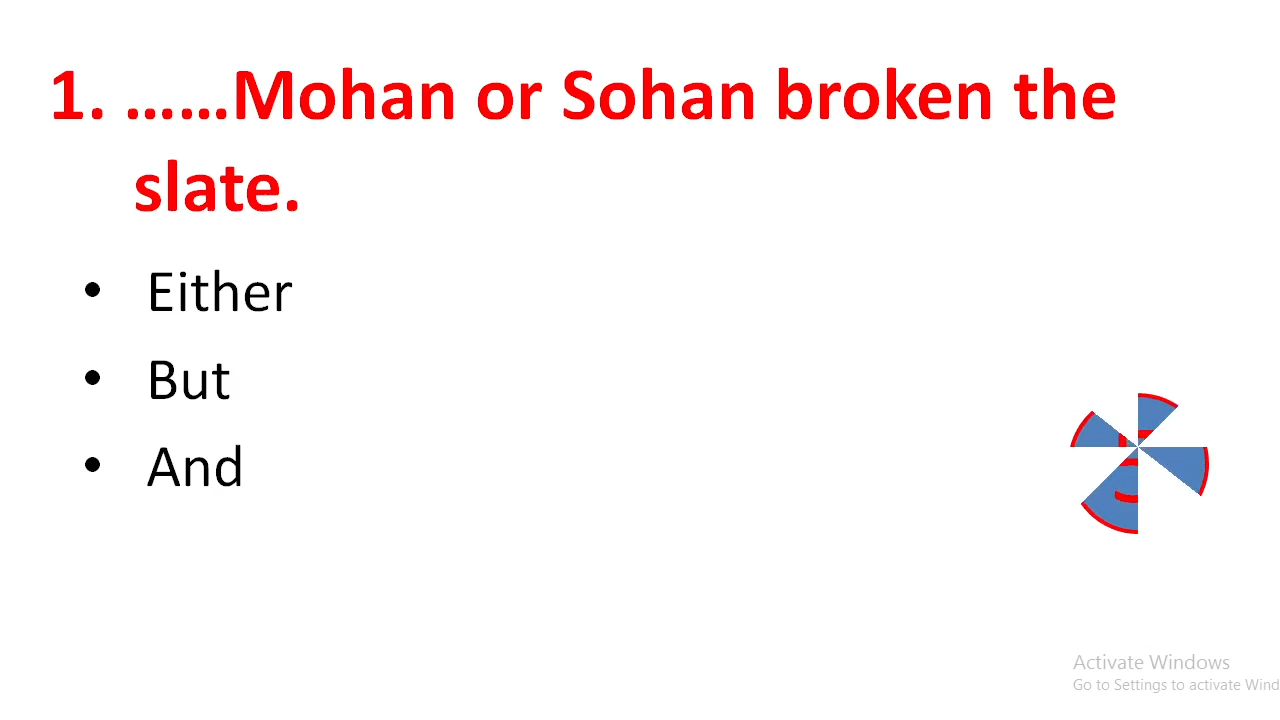 1. ......Mohan or Sohan broken the
slate.
• Either
• But
• And
Activate Windows
Go to Settings to activate Wind